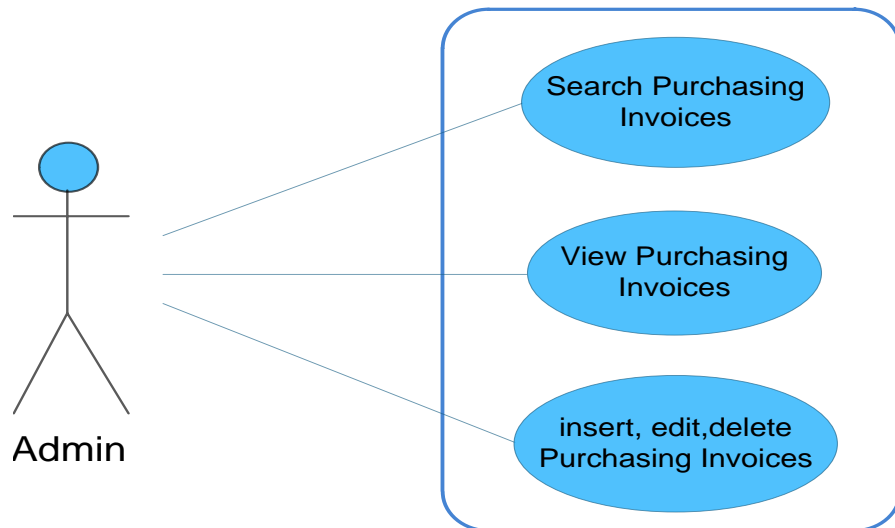 Search Purchasing
Invoices
View Purchasing
Invoices
insert, edit,delete
Purchasing Invoices
Admin